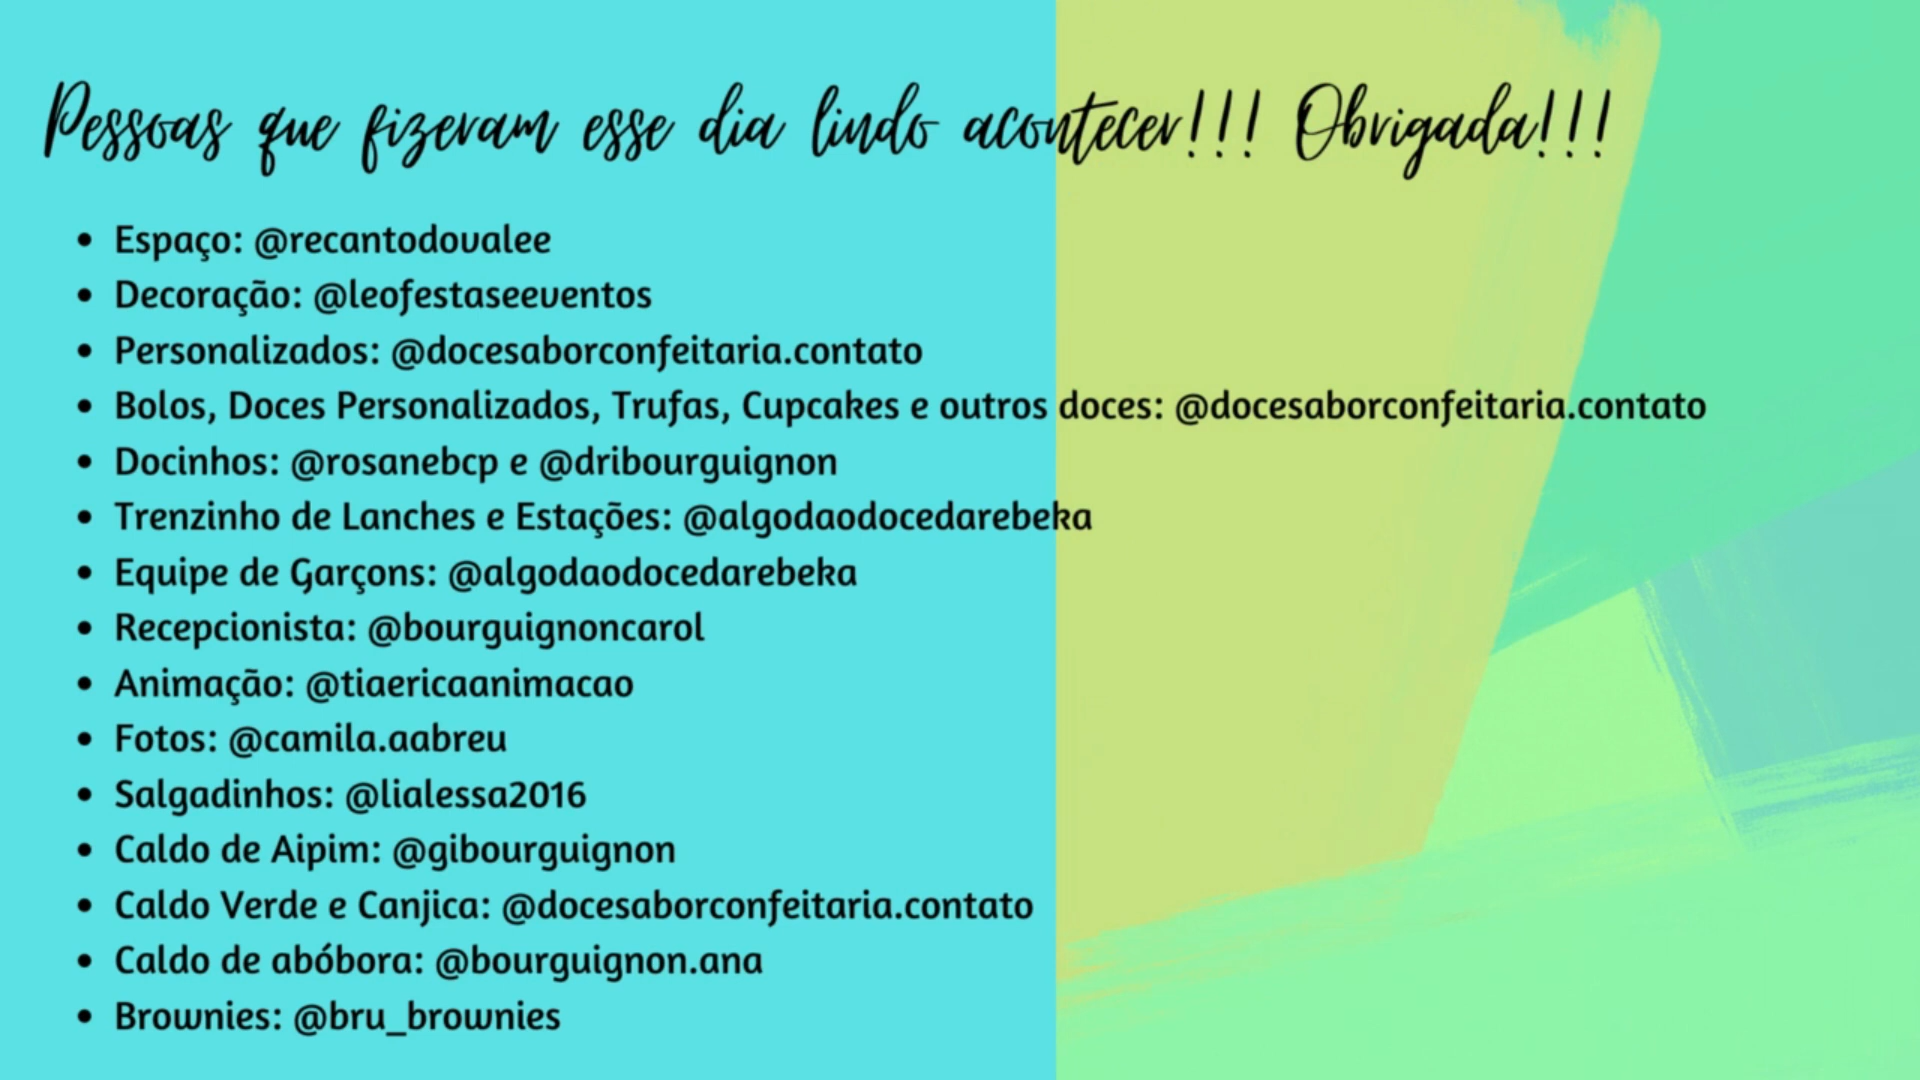 Pessoas que fizeram esse dia lindo acontecer!!! Obrigada!!!
• Espaço: @recantodovalee
• Decoração: @leofestaseeventos
• Personalizados: @docesaborconfeitaria.contato
• Bolos, Doces Personalizados, Trufas, Cupcakes e outros doces: @docesaborconfeitaria.contato
• Docinhos: @rosanebcp e @dribourguignon
• Trenzinho de Lanches e Estações: @algodaodocedarebeka
• Equipe de Garçons: @algodaodocedarebeka
• Recepcionista: @bourguignoncarol
• Animação: @tiaericaanimacao
• Fotos: @camila.aabreu
• Salgadinhos: @lialessa2016
• Caldo de Aipim: @gibourguignon
• Caldo Verde e Canjica: @docesaborconfeitaria.contato
• Caldo de abóbora: @bourguignon.ana
• Brownies: @bru_brownies